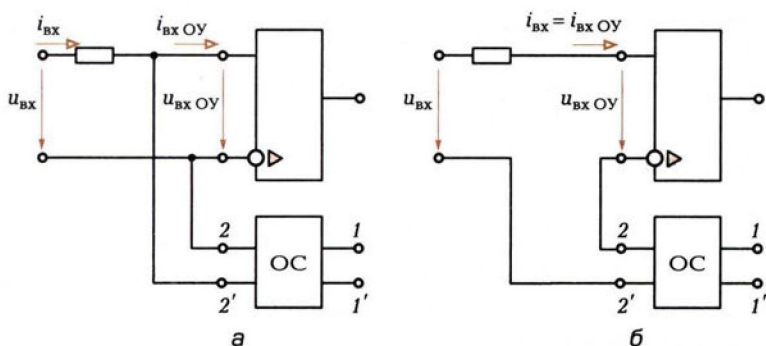 iвх iвх ОУ iвх = iвх ОУ
uвх uвх ОУ uвх uвх ОУ
2 1 2 1
ОС ОС
2' 1' 2' 1'
а б